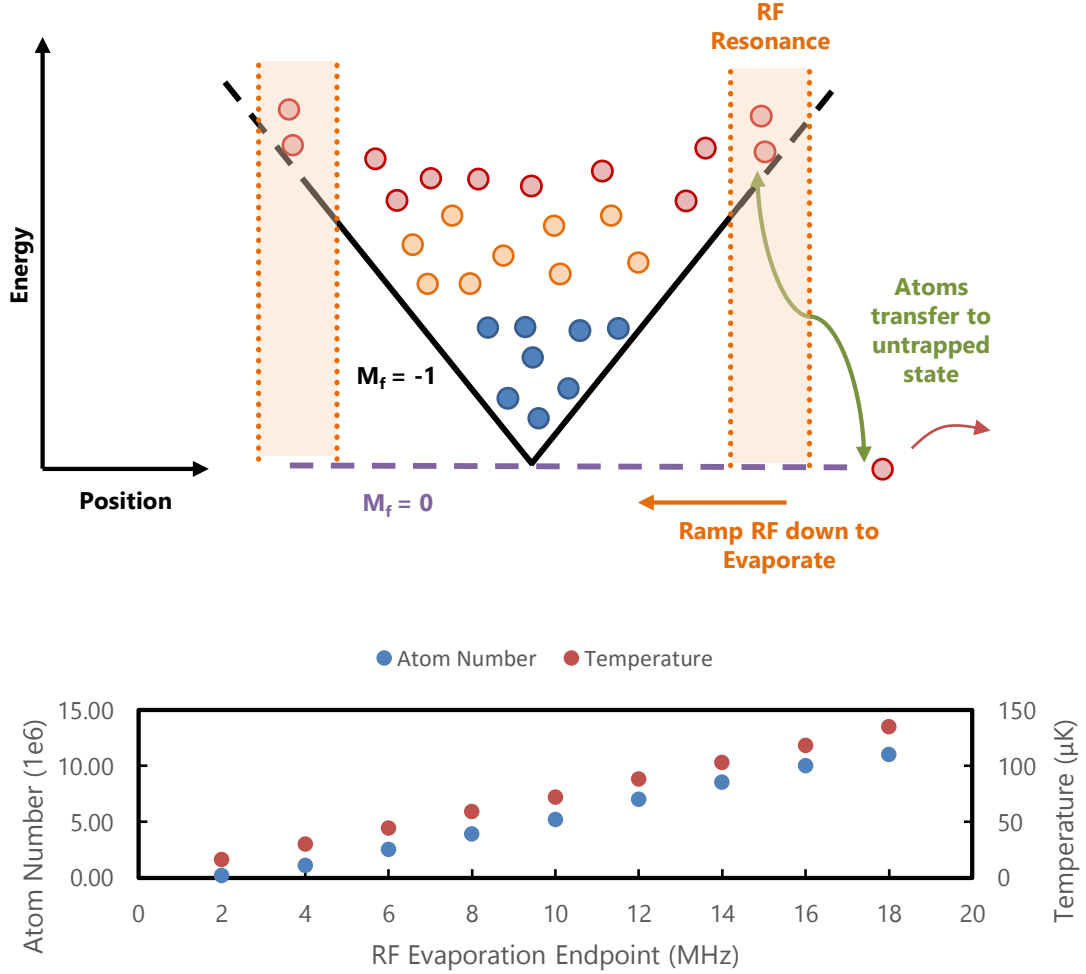 RF
Resonance
Energy
Atoms
transfer to
untrapped
state
M_f = -1
Position
M_f = 0
Ramp RF down to
Evaporate
Atom Number Temperature
Atom Number (1e6)
15.00
10.00
5.00
0.00
150
100
50
0
Temperature (µK)
0 2 4 6 8 10 12 14 16 18 20
RF Evaporation Endpoint (MHz)